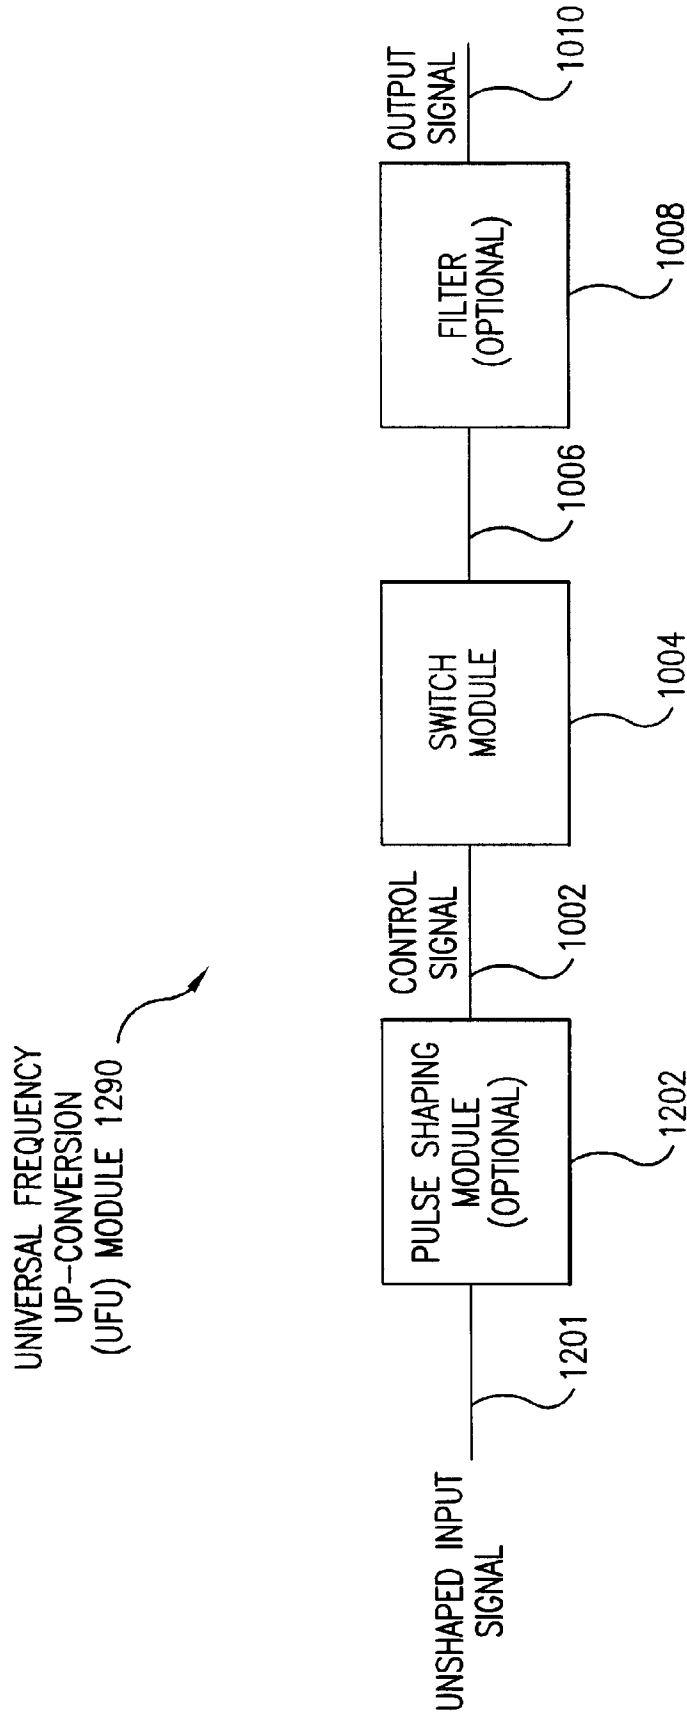 UNIVERSAL FREQUENCY
UP-CONVERSION
(UFU) MODULE 1290
UNSHAPED INPUT
SIGNAL
1201
PULSE SHAPING
MODULE
(OPTIONAL)
1202
CONTROL
SIGNAL
1002
SWITCH
MODULE
1004
1006
FILTER
(OPTIONAL)
1008
OUTPUT
SIGNAL
1010